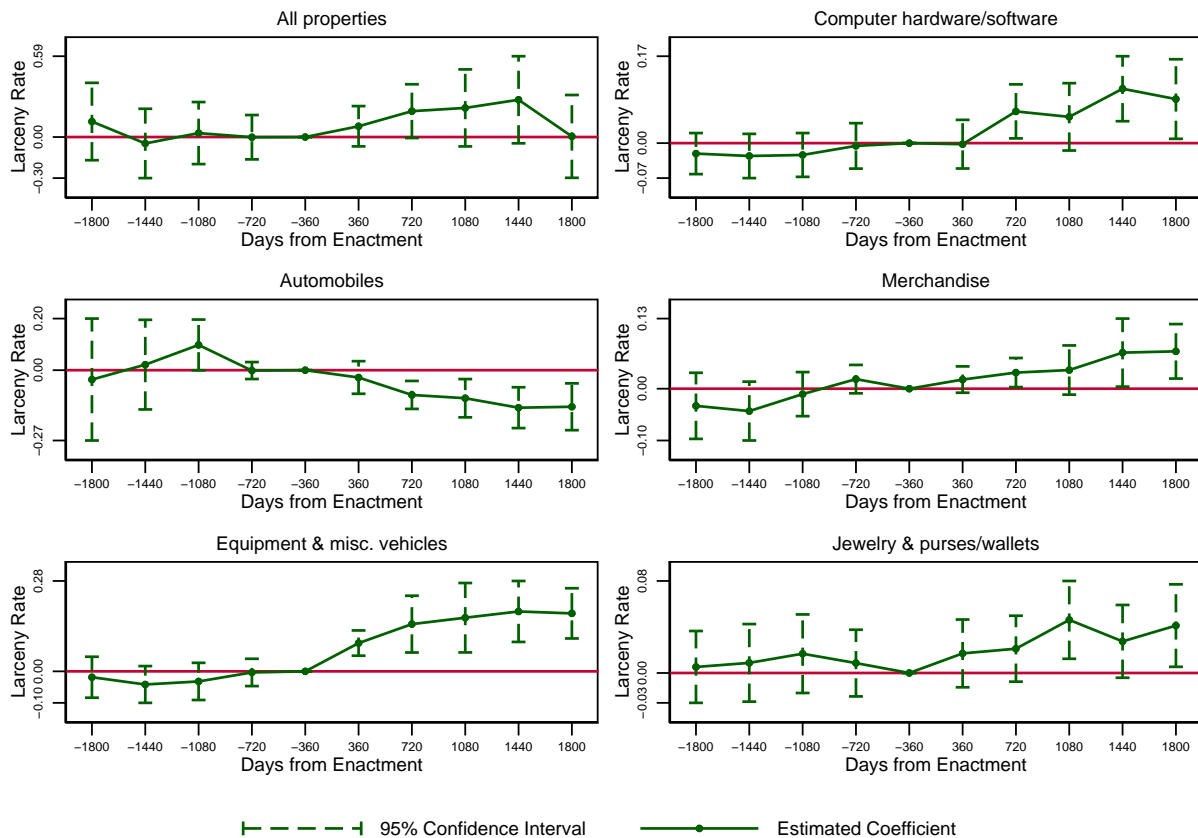 All properties
Larceny Rate
0.59
0.00
−0.30
−1800 −1440 −1080 −720 −360 360 720 1080 1440 1800
Days from Enactment
Computer hardware/software
Larceny Rate
0.17
0.00
−0.07
−1800 −1440 −1080 −720 −360 360 720 1080 1440 1800
Days from Enactment
Automobiles
Larceny Rate
0.20
0.00
−0.27
−1800 −1440 −1080 −720 −360 360 720 1080 1440 1800
Days from Enactment
Merchandise
Larceny Rate
0.13
0.00
−0.10
−1800 −1440 −1080 −720 −360 360 720 1080 1440 1800
Days from Enactment
Equipment & misc. vehicles
Larceny Rate
0.28
0.00
−0.10
−1800 −1440 −1080 −720 −360 360 720 1080 1440 1800
Days from Enactment
Jewelry & purses/wallets
Larceny Rate
0.08
0.00
−0.03
−1800 −1440 −1080 −720 −360 360 720 1080 1440 1800
Days from Enactment
95% Confidence Interval Estimated Coefficient